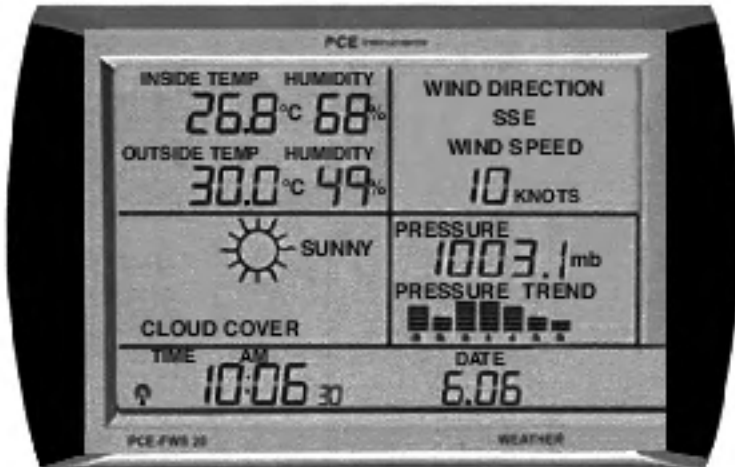 PCE Instruments
INSIDE TEMP HUMIDITY
26.8°C 68%
OUTSIDE TEMP HUMIDITY
30.0°C 49%
WIND DIRECTION
SSE
WIND SPEED
10 KNOTS
SUNNY
CLOUD COVER
PRESSURE
1003.1 mb
PRESSURE TREND
TIME AM
10:06 30
DATE
6.06
PCE-FWS 20
WEATHER